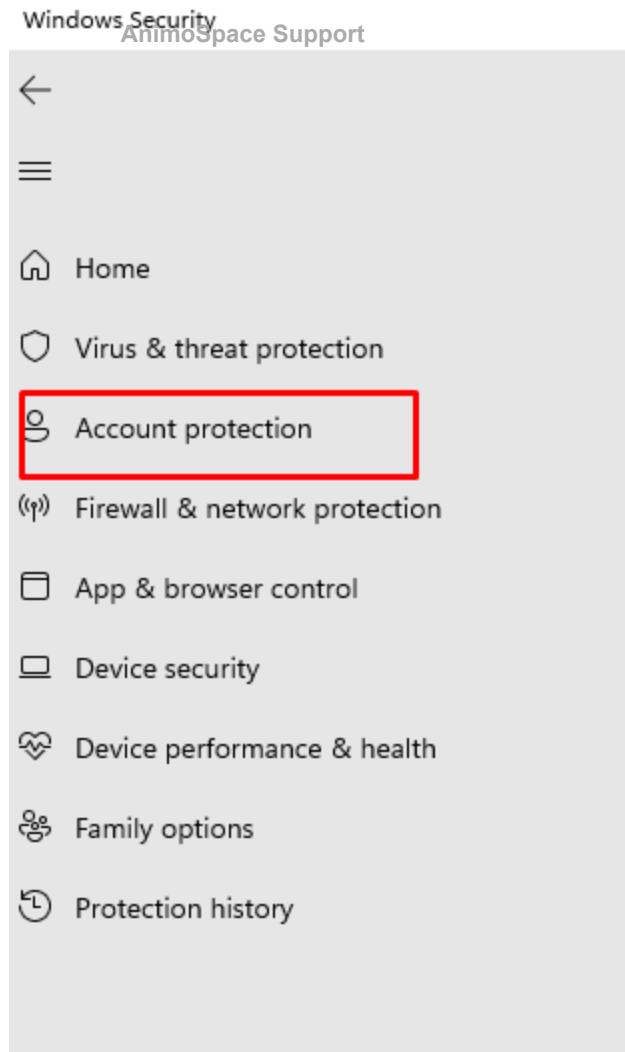 Windows Security
AnimoSpace Support
Home
Virus & threat protection
Account protection
Firewall & network protection
App & browser control
Device security
Device performance & health
Family options
Protection history